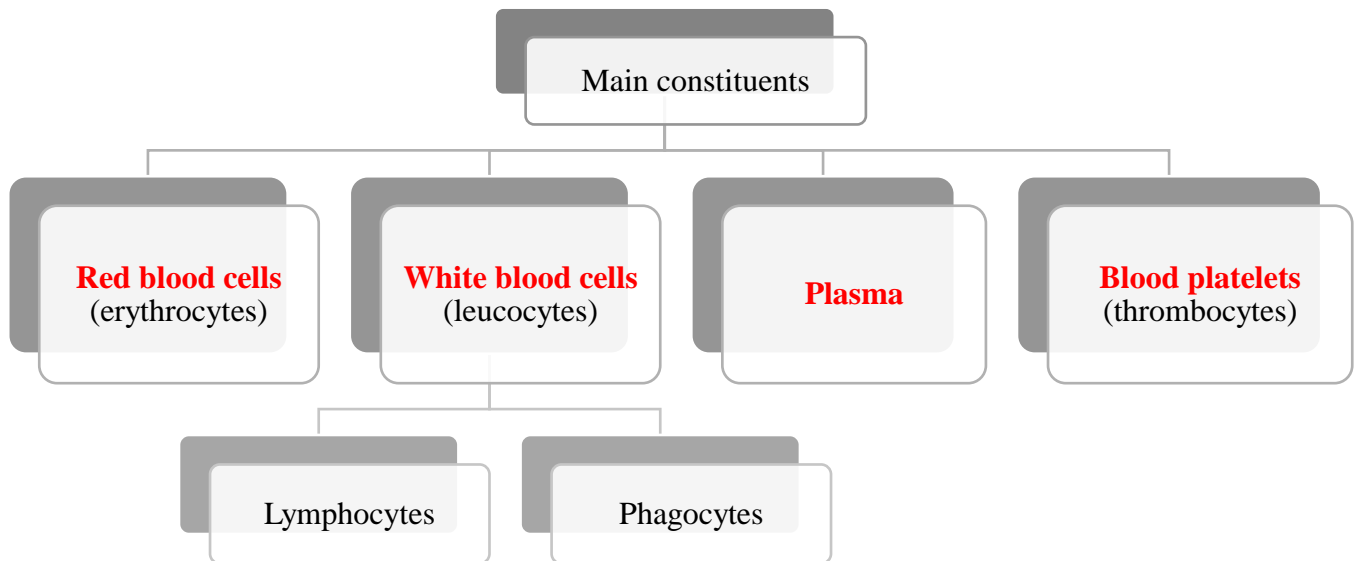 Main constituents
Red blood cells
(erythrocytes)
White blood cells
(leucocytes)
Plasma
Blood platelets
(thrombocytes)
Lymphocytes
Phagocytes